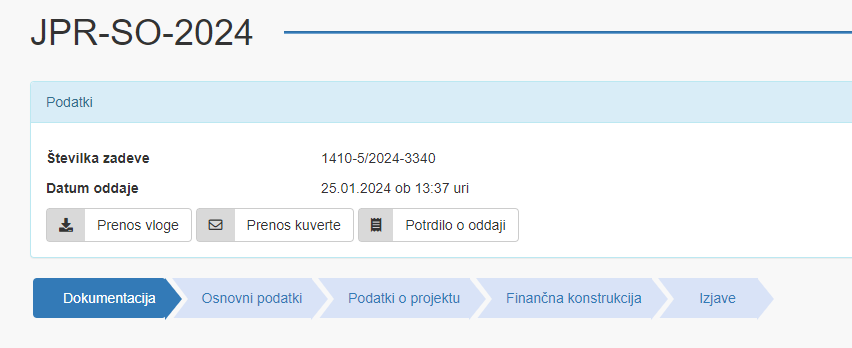 JPR-SO-2024
Podatki
Številka zadeve 1410-5/2024-3340
Datum oddaje 25.01.2024 ob 13:37 uri
Prenos vloge Prenos kuverte Potrdilo o oddaji
Dokumentacija Osnovni podatki Podatki o projektu Finančna konstrukcija Izjave